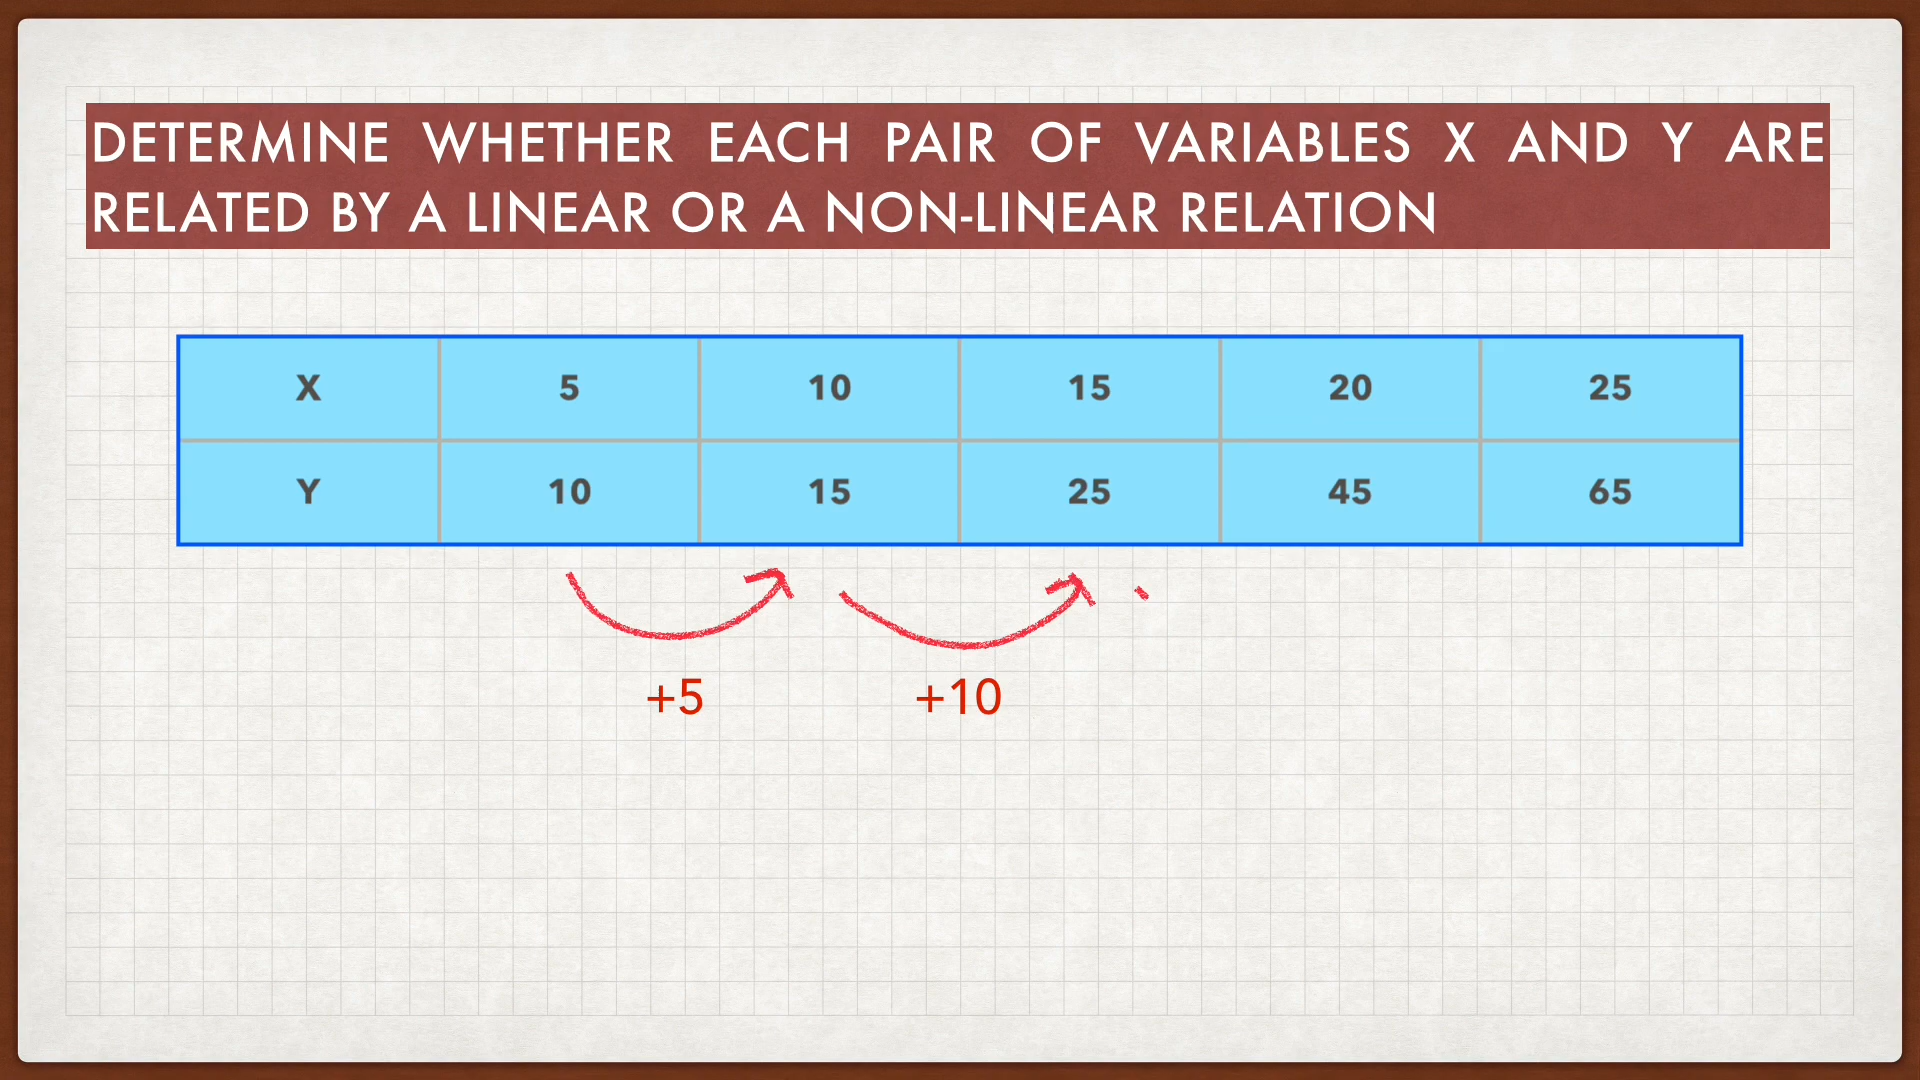 DETERMINE WHETHER EACH PAIR OF VARIABLES X AND Y ARE
RELATED BY A LINEAR OR A NON-LINEAR RELATION
X 5 10 15 20 25
Y 10 15 25 45 65
+5 +10